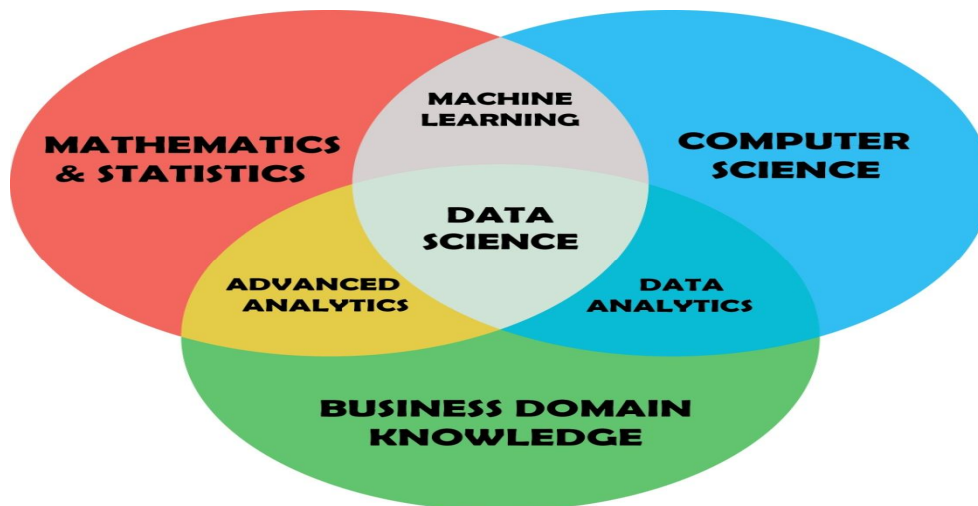 MACHINE
LEARNING
MATHEMATICS
& STATISTICS
COMPUTER
SCIENCE
DATA
SCIENCE
ADVANCED
ANALYTICS
DATA
ANALYTICS
BUSINESS DOMAIN
KNOWLEDGE